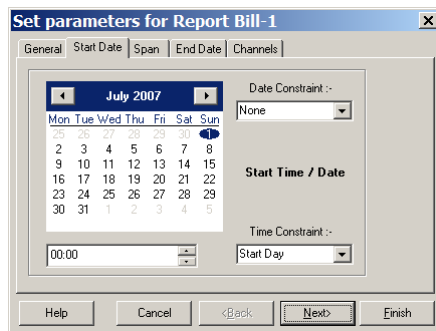 Set parameters for Report Bill-1
General Start Date Span End Date Channels
July 2007
Mon Tue Wed Thu Fri Sat Sun
25 26 27 28 29 30 1
2 3 4 5 6 7 8
9 10 11 12 13 14 15
16 17 18 19 20 21 22
23 24 25 26 27 28 29
30 31 1 2 3 4 5
00:00
Date Constraint :-
None
Start Time / Date
Time Constraint :-
Start Day
Help Cancel <Back Next> Finish